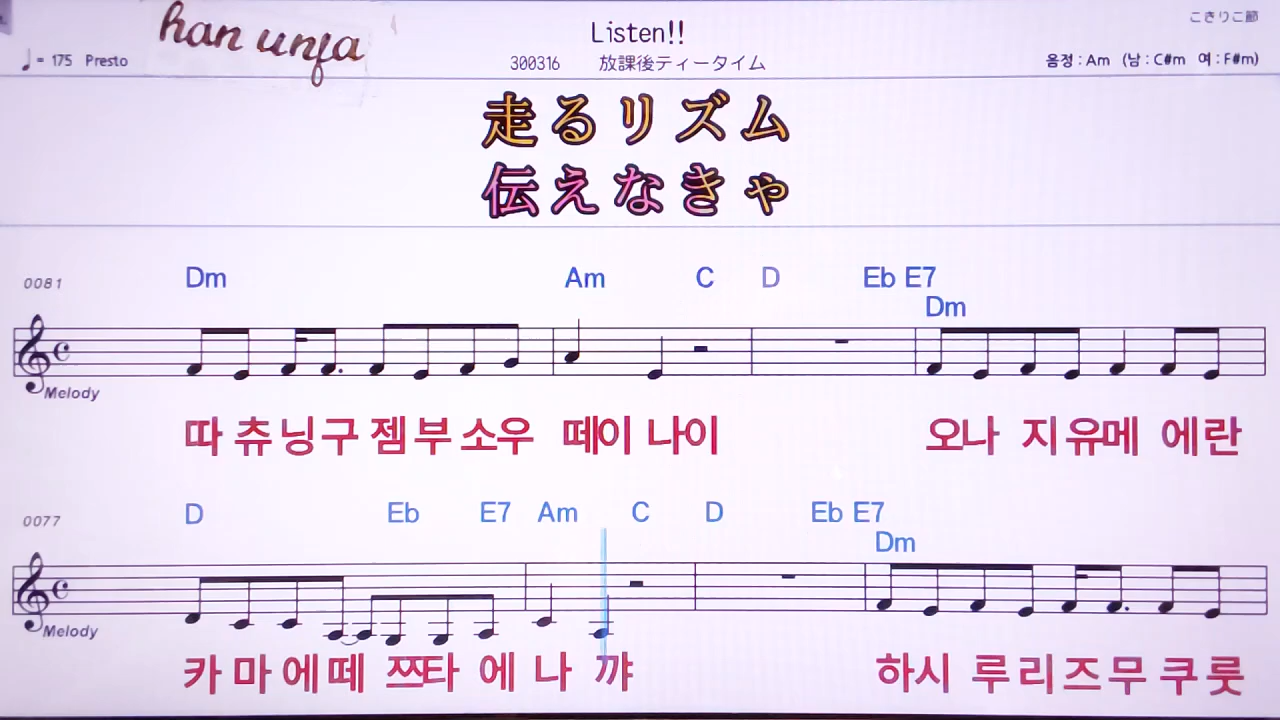 han unfa
こきりこ節
Listen!!
♩= 175 Presto
300316 放課後ティータイム
음정 : Am (남 : C#m 여 : F#m)
走るリズム
伝えなきゃ
0081
Dm Am C D Eb E7
Dm
Melody
따 츄닝구 젬부 소우 떼이 나이 오나 지유메 에란
0077
D Eb E7 Am C D Eb E7
Dm
Melody
카 마 에 떼 쯔타 에 나 꺄 하시 루리즈무 쿠룻